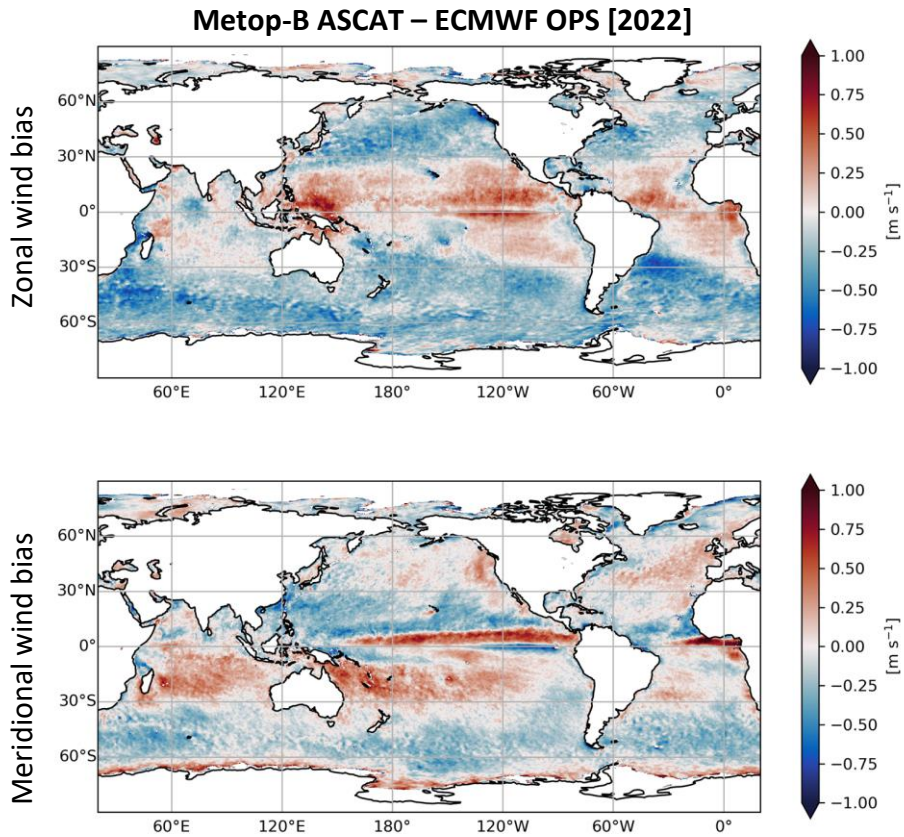 Metop-B ASCAT – ECMWF OPS [2022]
Zonal wind bias
60°N
30°N
0°
30°S
60°S
60°E 120°E 180° 120°W 60°W 0°
1.00
0.75
0.50
0.25
0.00
−0.25
−0.50
−0.75
−1.00
[m s⁻¹]
Meridional wind bias
60°N
30°N
0°
30°S
60°S
60°E 120°E 180° 120°W 60°W 0°
1.00
0.75
0.50
0.25
0.00
−0.25
−0.50
−0.75
−1.00
[m s⁻¹]